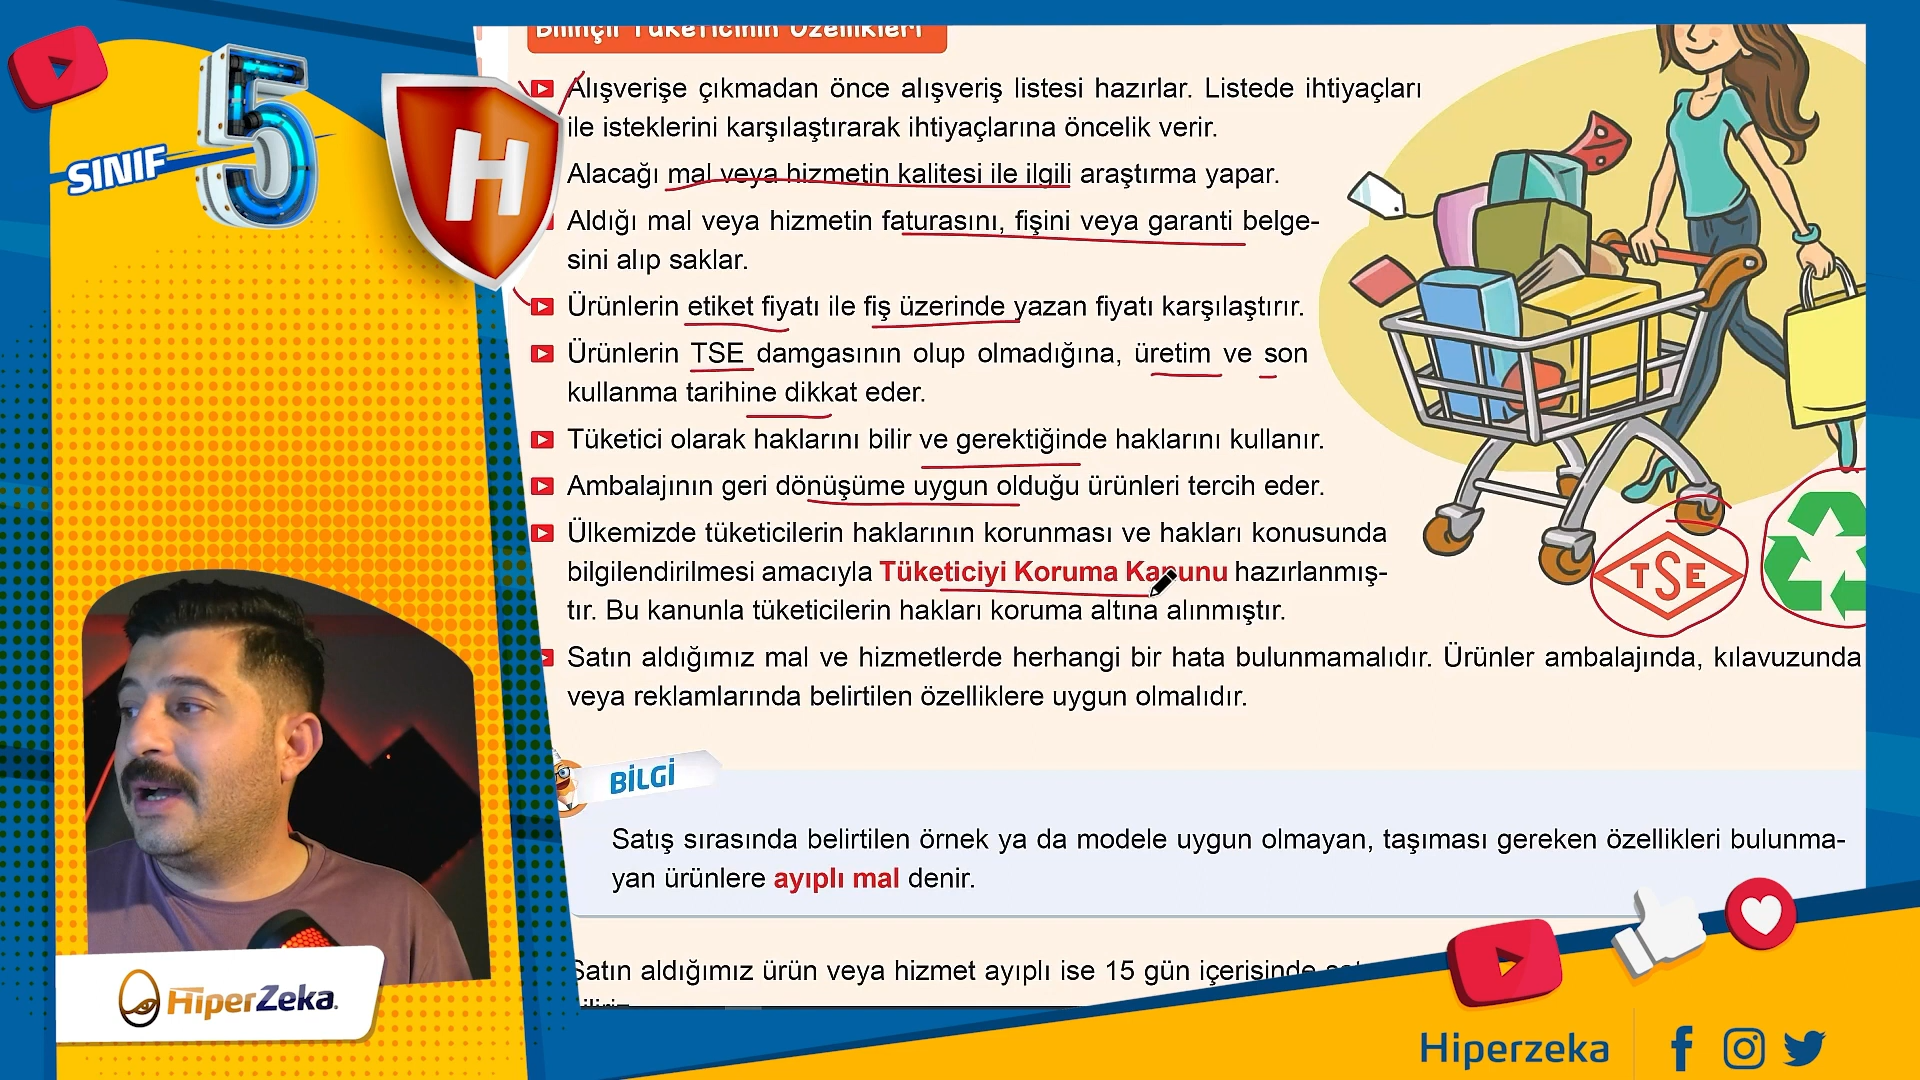 Bilinçli Tüketicinin Özellikleri
5
SINIF
H
Alışverişe çıkmadan önce alışveriş listesi hazırlar. Listede ihtiyaçları
ile isteklerini karşılaştırarak ihtiyaçlarına öncelik verir.
Alacağı mal veya hizmetin kalitesi ile ilgili araştırma yapar.
Aldığı mal veya hizmetin faturasını, fişini veya garanti belge-
sini alıp saklar.
Ürünlerin etiket fiyatı ile fiş üzerinde yazan fiyatı karşılaştırır.
Ürünlerin TSE damgasının olup olmadığına, üretim ve son
kullanma tarihine dikkat eder.
Tüketici olarak haklarını bilir ve gerektiğinde haklarını kullanır.
Ambalajının geri dönüşüme uygun olduğu ürünleri tercih eder.
Ülkemizde tüketicilerin haklarının korunması ve hakları konusunda
bilgilendirilmesi amacıyla Tüketiciyi Koruma Kanunu hazırlanmış-
tır. Bu kanunla tüketicilerin hakları koruma altına alınmıştır.
TSE
Satın aldığımız mal ve hizmetlerde herhangi bir hata bulunmamalıdır. Ürünler ambalajında, kılavuzunda
veya reklamlarında belirtilen özelliklere uygun olmalıdır.
BİLGİ
Satış sırasında belirtilen örnek ya da modele uygun olmayan, taşıması gereken özellikleri bulunma-
yan ürünlere ayıplı mal denir.
Satın aldığımız ürün veya hizmet ayıplı ise 15 gün içerisinde
HiperZeka.
Hiperzeka